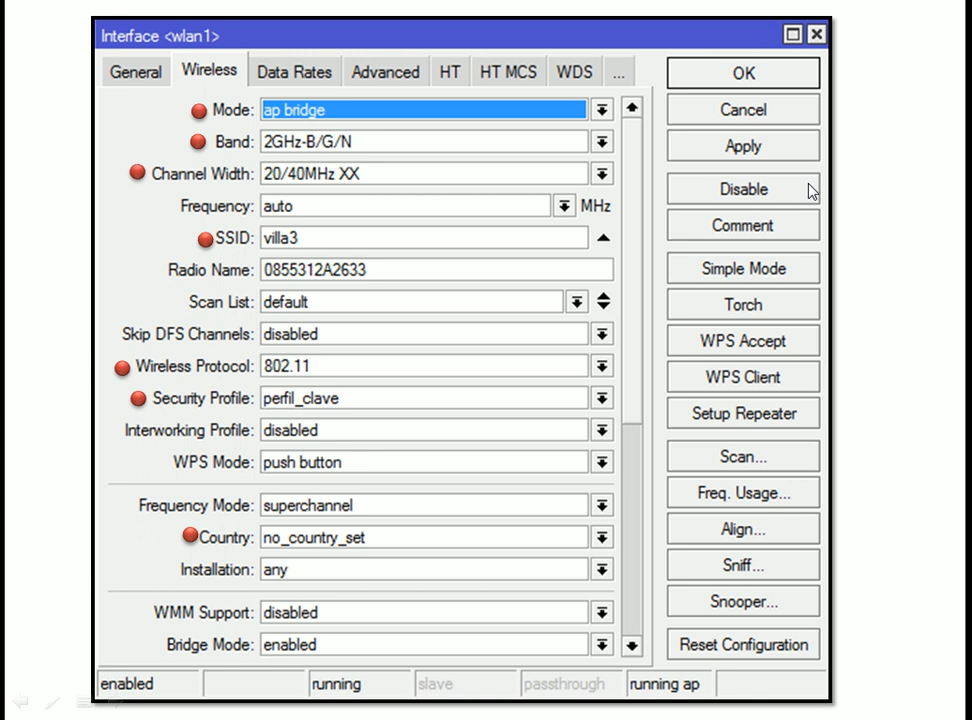 Interface <wlan1>
General Wireless Data Rates Advanced HT HT MCS WDS ...
Mode: ap bridge
Band: 2GHz-B/G/N
Channel Width: 20/40MHz XX
Frequency: auto MHz
SSID: villa3
Radio Name: 0855312A2633
Scan List: default
Skip DFS Channels: disabled
Wireless Protocol: 802.11
Security Profile: perfil_clave
Interworking Profile: disabled
WPS Mode: push button
Frequency Mode: superchannel
Country: no_country_set
Installation: any
WMM Support: disabled
Bridge Mode: enabled
OK
Cancel
Apply
Disable
Comment
Simple Mode
Torch
WPS Accept
WPS Client
Setup Repeater
Scan...
Freq. Usage...
Align...
Sniff...
Snooper...
Reset Configuration
enabled running slave passthrough running ap